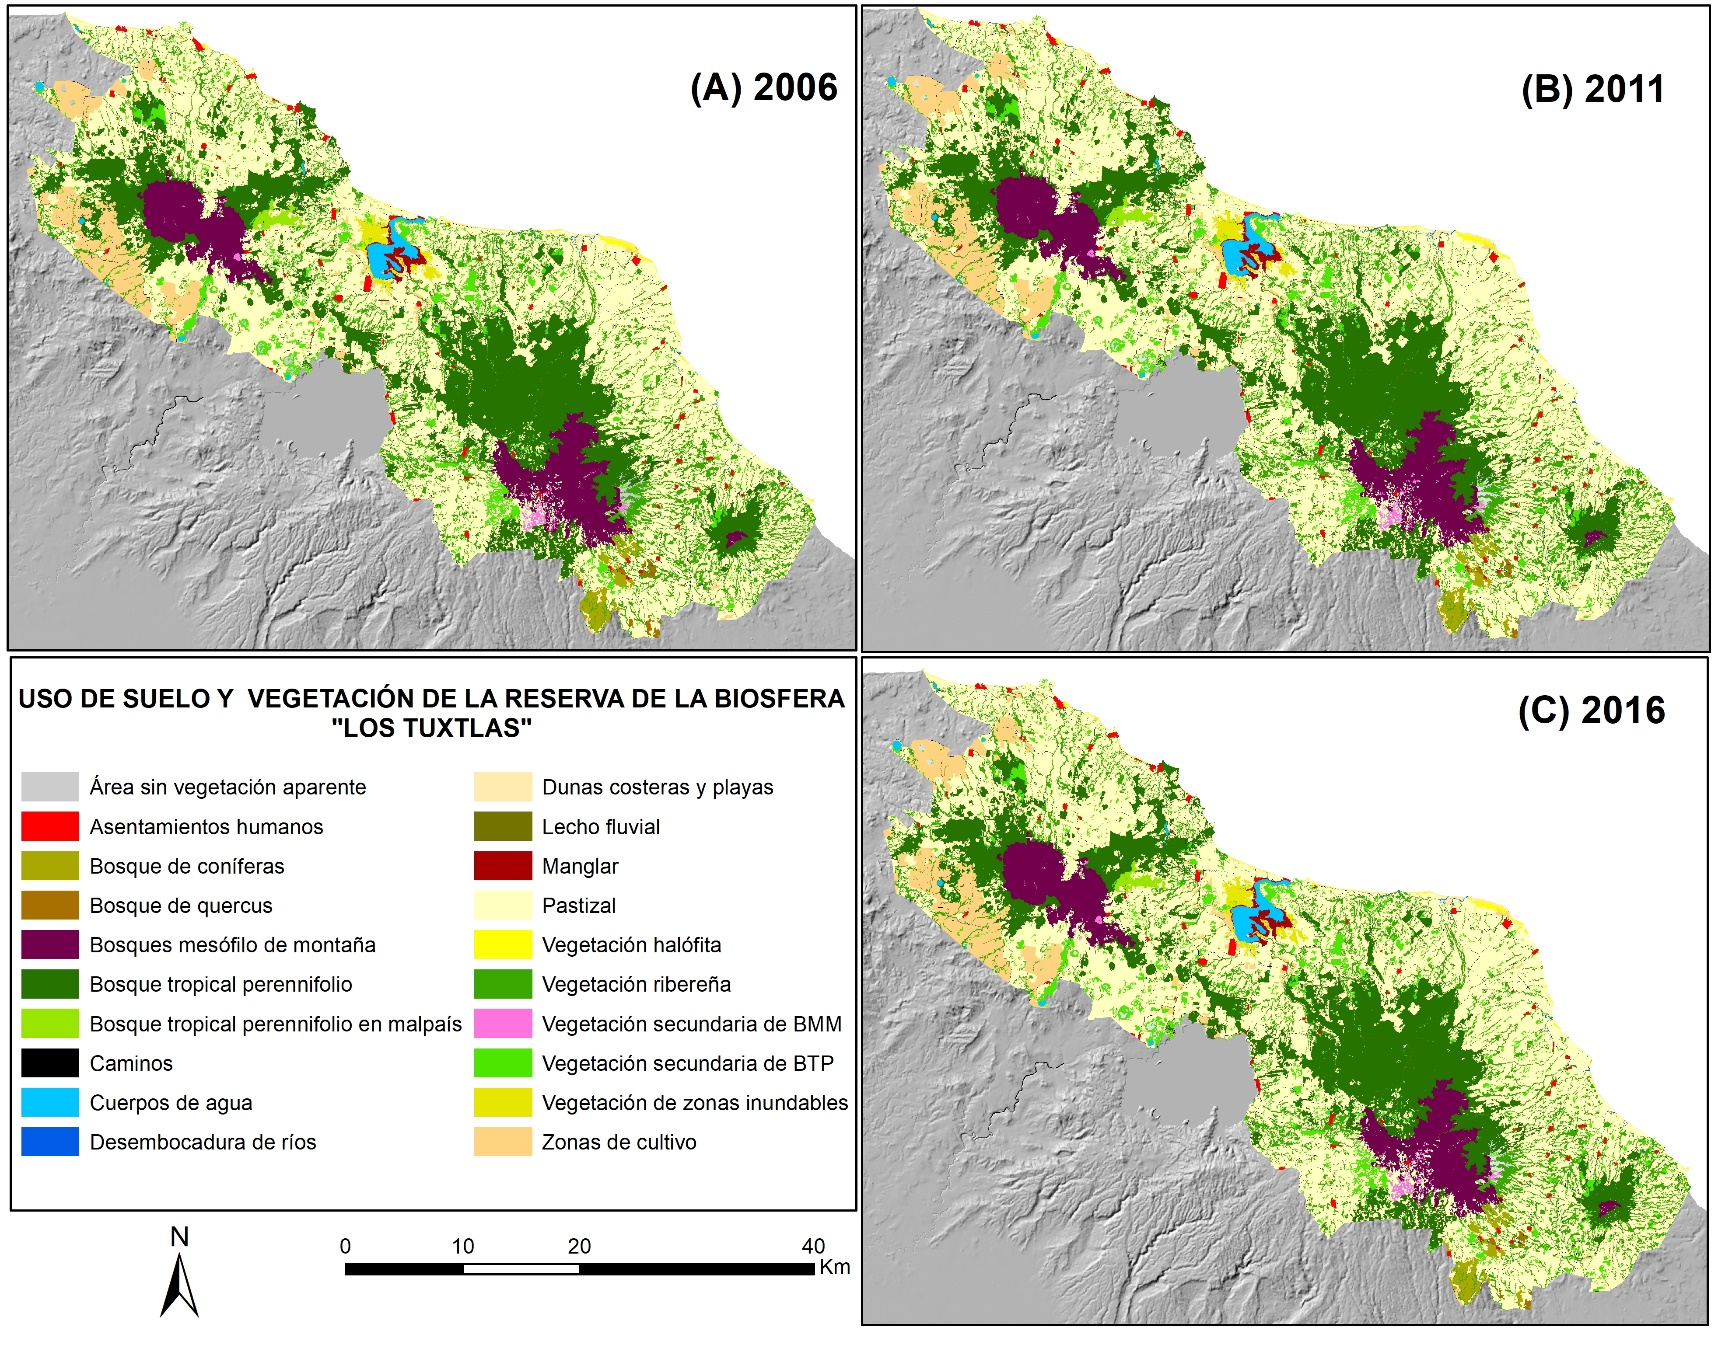 (A) 2006
(B) 2011
USO DE SUELO Y VEGETACIÓN DE LA RESERVA DE LA BIOSFERA
"LOS TUXTLAS"
Área sin vegetación aparente
Asentamientos humanos
Bosque de coníferas
Bosque de quercus
Bosques mesófilo de montaña
Bosque tropical perennifolio
Bosque tropical perennifolio en malpaís
Caminos
Cuerpos de agua
Desembocadura de ríos
Dunas costeras y playas
Lecho fluvial
Manglar
Pastizal
Vegetación halófita
Vegetación ribereña
Vegetación secundaria de BMM
Vegetación secundaria de BTP
Vegetación de zonas inundables
Zonas de cultivo
(C) 2016
N
0 10 20 40
Km